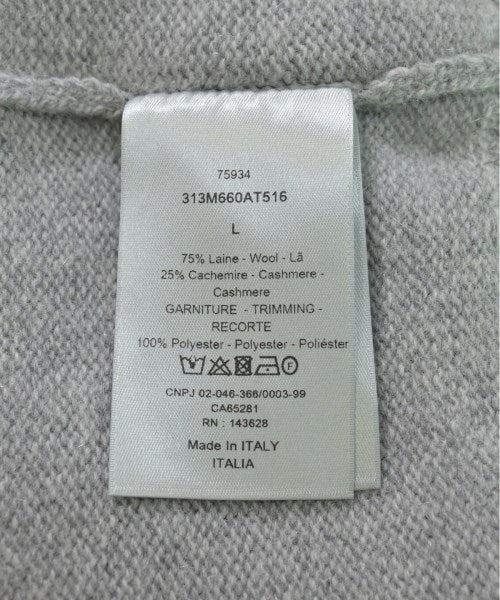 75934
313M660AT516
L
75% Laine - Wool - Lã
25% Cachemire - Cashmere -
Cashmere
GARNITURE - TRIMMING -
RECORTE
100% Polyester - Polyester - Poliéster
F
CNPJ 02-046-366/0003-99
CA65281
RN : 143628
Made In ITALY
ITALIA